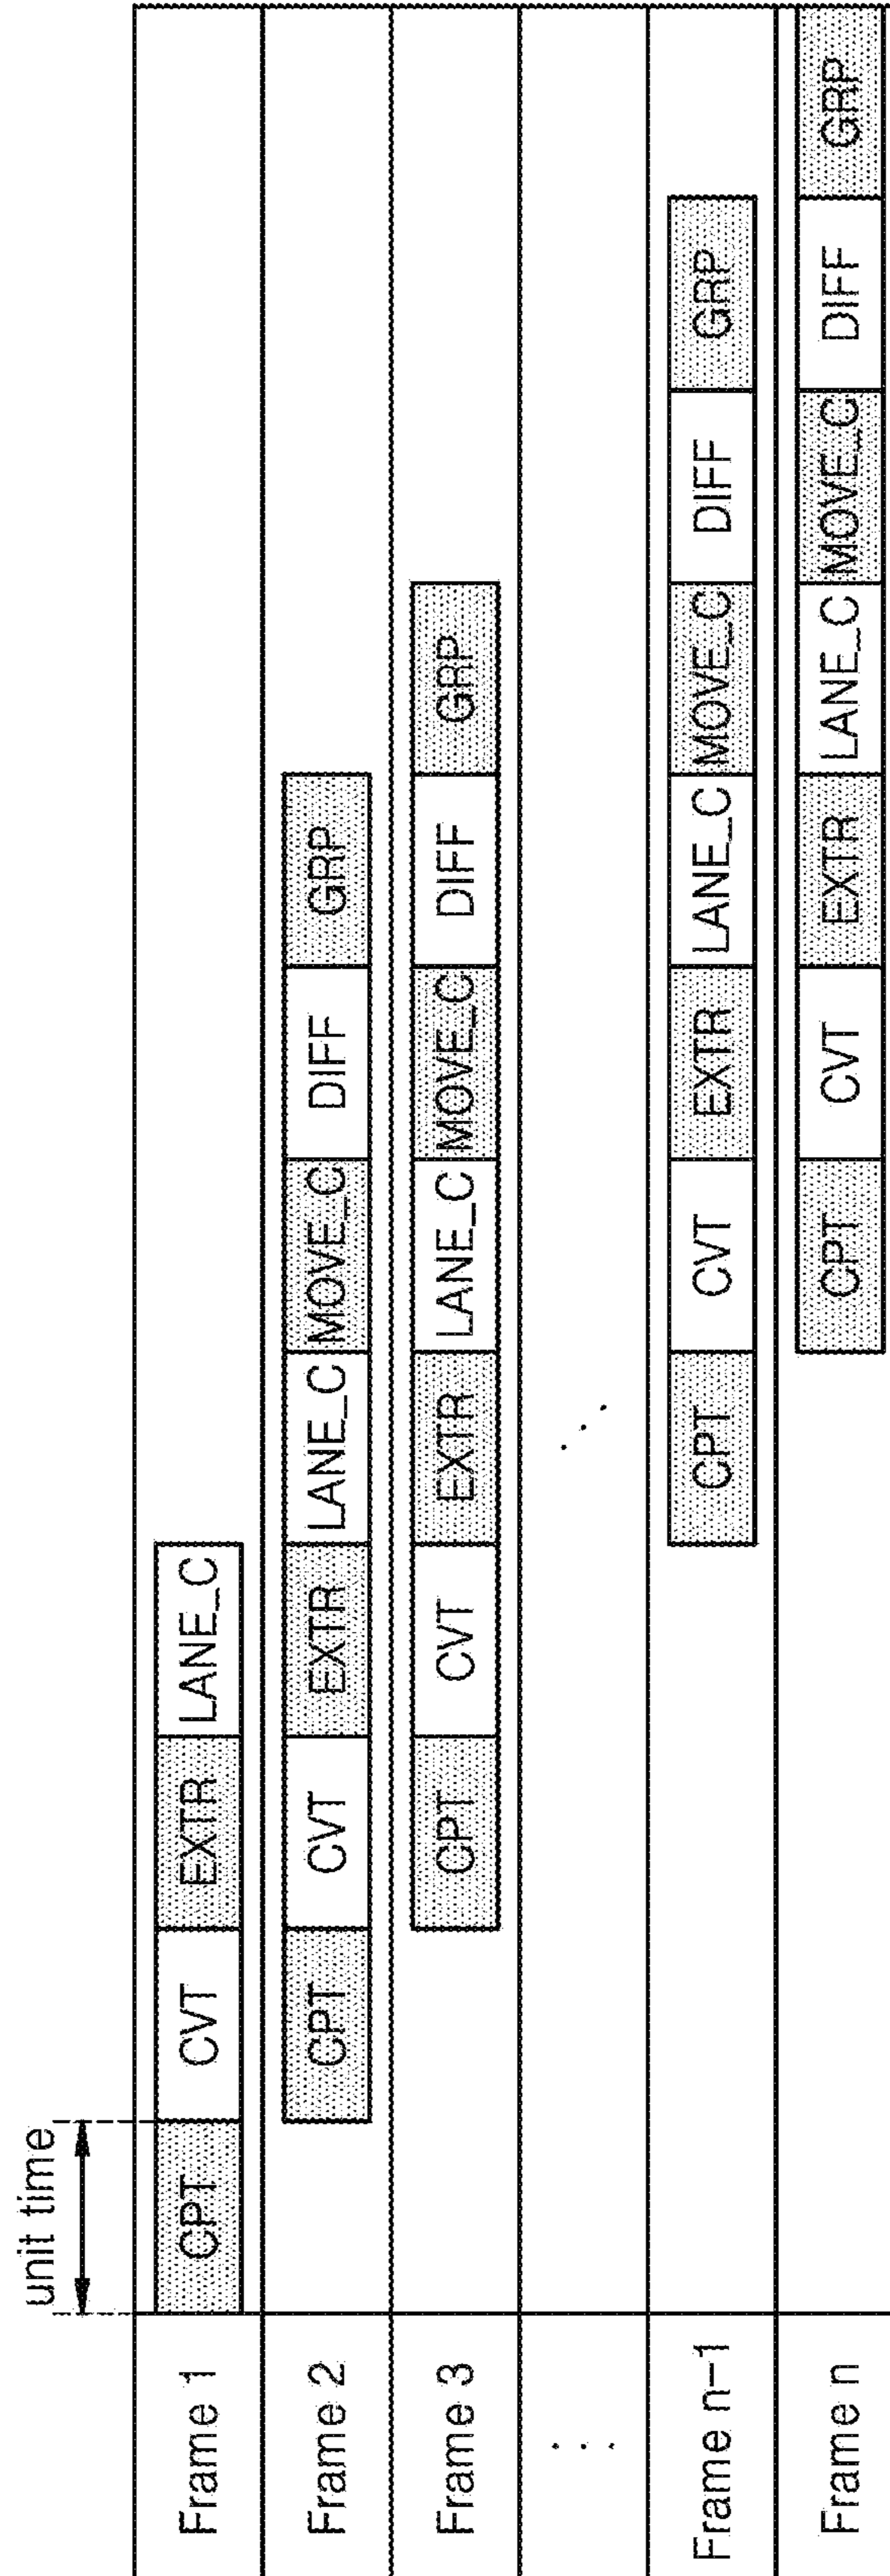 unit time
Frame 1 CPT CVT EXTR LANE_C
Frame 2 CPT CVT EXTR LANE_C MOVE_C DIFF GRP
Frame 3 CPT CVT EXTR LANE_C MOVE_C DIFF GRP
Frame n-1 CPT CVT EXTR LANE_C MOVE_C DIFF GRP
Frame n CPT CVT EXTR LANE_C MOVE_C DIFF GRP